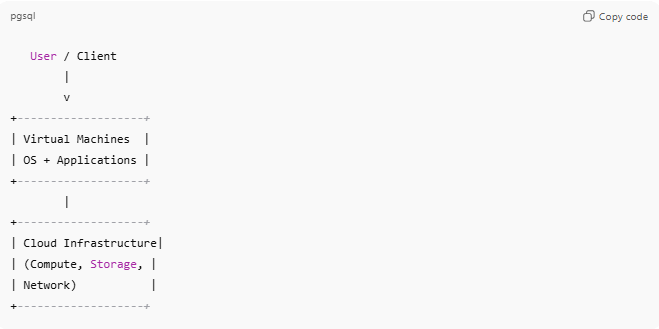 pgsql
Copy code
User / Client
|
v
+-------------------+
| Virtual Machines  |
| OS + Applications |
+-------------------+
|
+-------------------+
| Cloud Infrastructure|
| (Compute, Storage, |
| Network)           |
+-------------------+